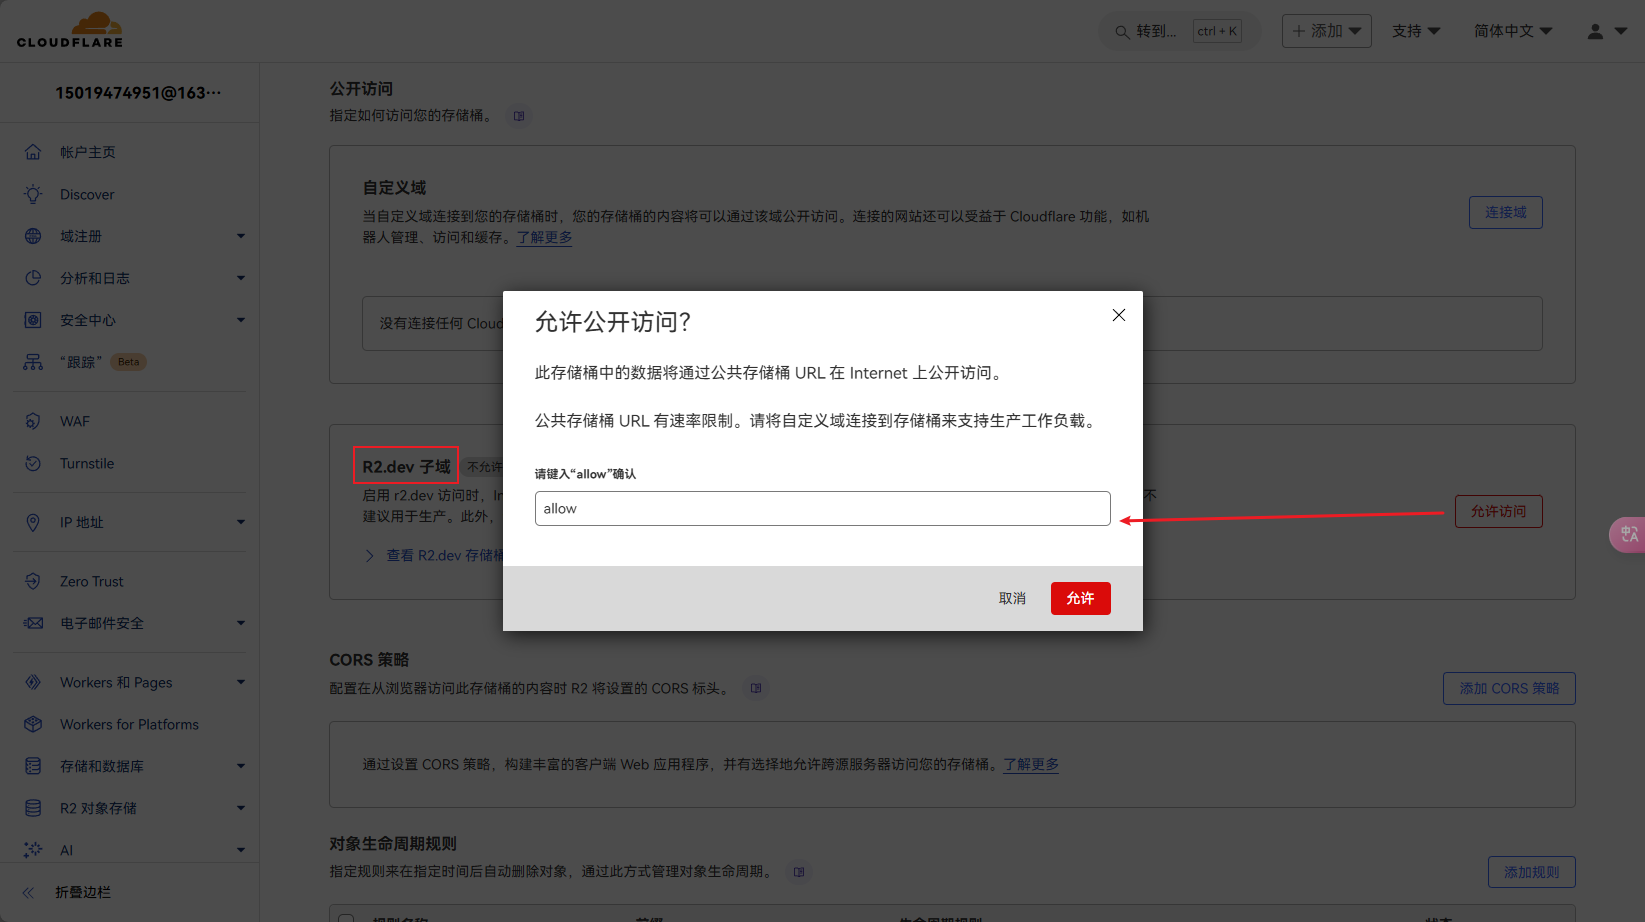 CLOUDFLARE
转到...
ctrl + K
添加
支持
简体中文
15019474951@163···
帐户主页
Discover
域注册
分析和日志
安全中心
“跟踪”
Beta
WAF
Turnstile
IP 地址
Zero Trust
电子邮件安全
Workers 和 Pages
Workers for Platforms
存储和数据库
R2 对象存储
AI
折叠边栏
公开访问
指定如何访问您的存储桶。
自定义域
当自定义域连接到您的存储桶时，您的存储桶的内容将可以通过该域公开访问。连接的网站还可以受益于 Cloudflare 功能，如机
器人管理、访问和缓存。了解更多
连接域
没有连接任何 Cloud
允许公开访问？
此存储桶中的数据将通过公共存储桶 URL 在 Internet 上公开访问。
公共存储桶 URL 有速率限制。请将自定义域连接到存储桶来支持生产工作负载。
请键入“allow”确认
allow
取消
允许
R2.dev 子域
不允许
启用 r2.dev 访问时，In
不
建议用于生产。此外，
查看 R2.dev 存储桶
允许访问
CORS 策略
配置在从浏览器访问此存储桶的内容时 R2 将设置的 CORS 标头。
添加 CORS 策略
通过设置 CORS 策略，构建丰富的客户端 Web 应用程序，并有选择地允许跨源服务器访问您的存储桶。了解更多
对象生命周期规则
指定规则来在指定时间后自动删除对象，通过此方式管理对象生命周期。
添加规则
规则名称
前缀
生命周期规则
状态